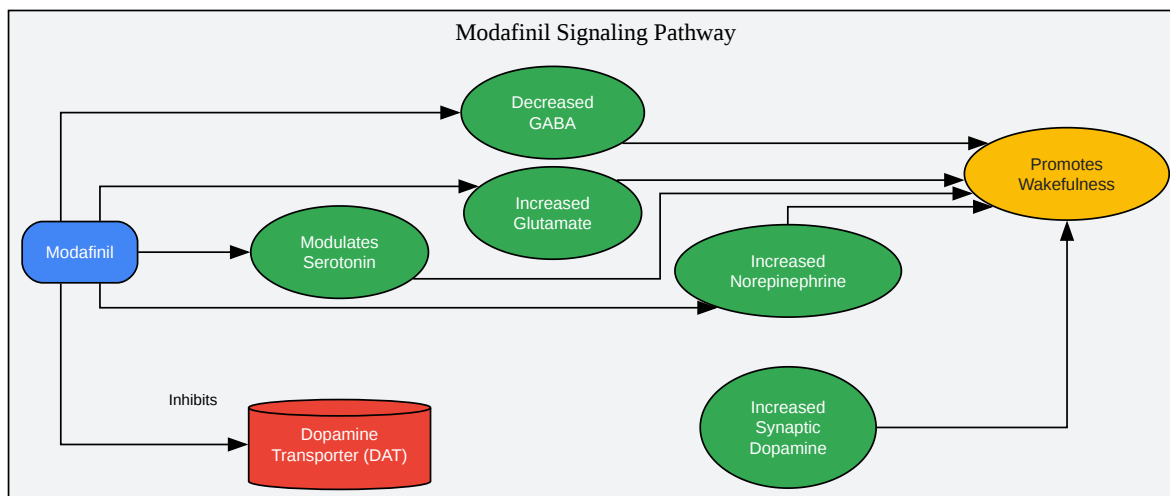 Modafinil Signaling Pathway
Decreased
GABA
Promotes
Wakefulness
Increased
Glutamate
Modafinil
Modulates
Serotonin
Increased
Norepinephrine
Inhibits
Dopamine
Transporter (DAT)
Increased
Synaptic
Dopamine